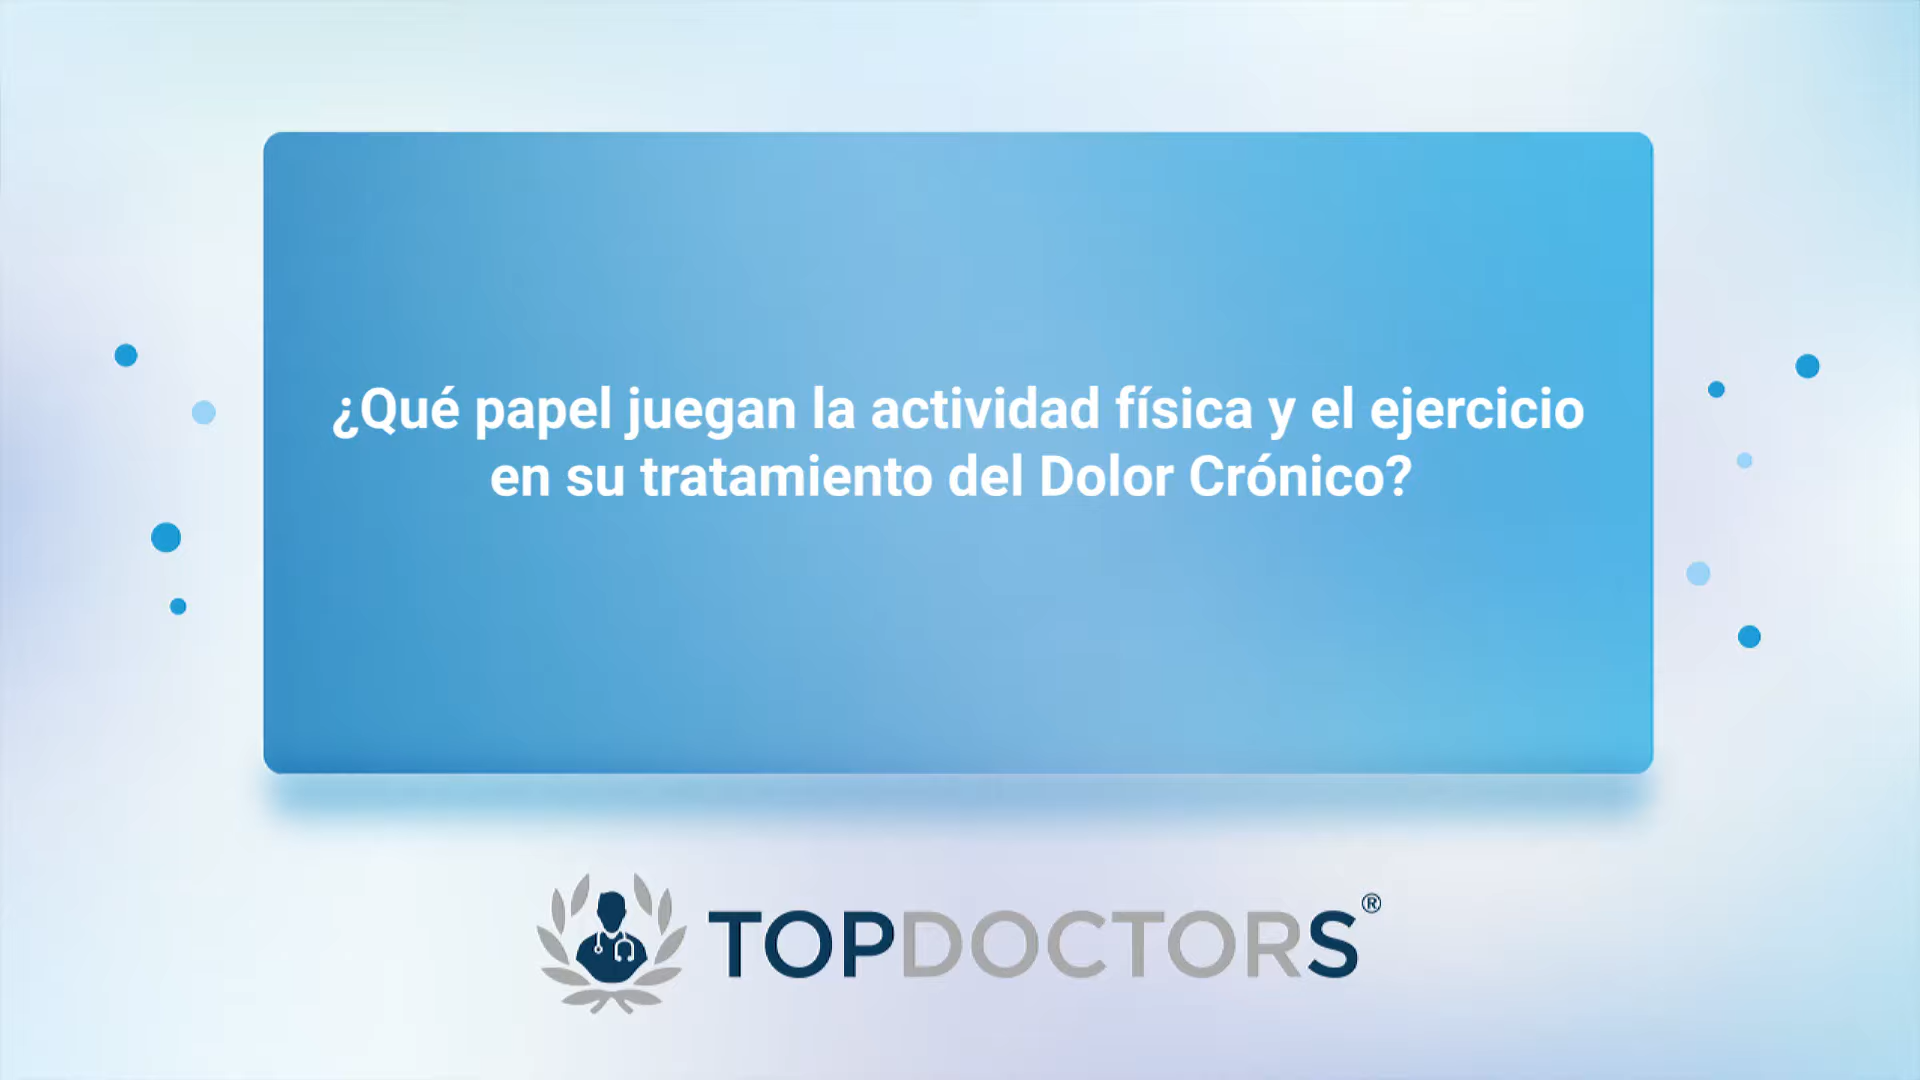 ¿Qué papel juegan la actividad física y el ejercicio
en su tratamiento del Dolor Crónico?
TOPDOCTORS®